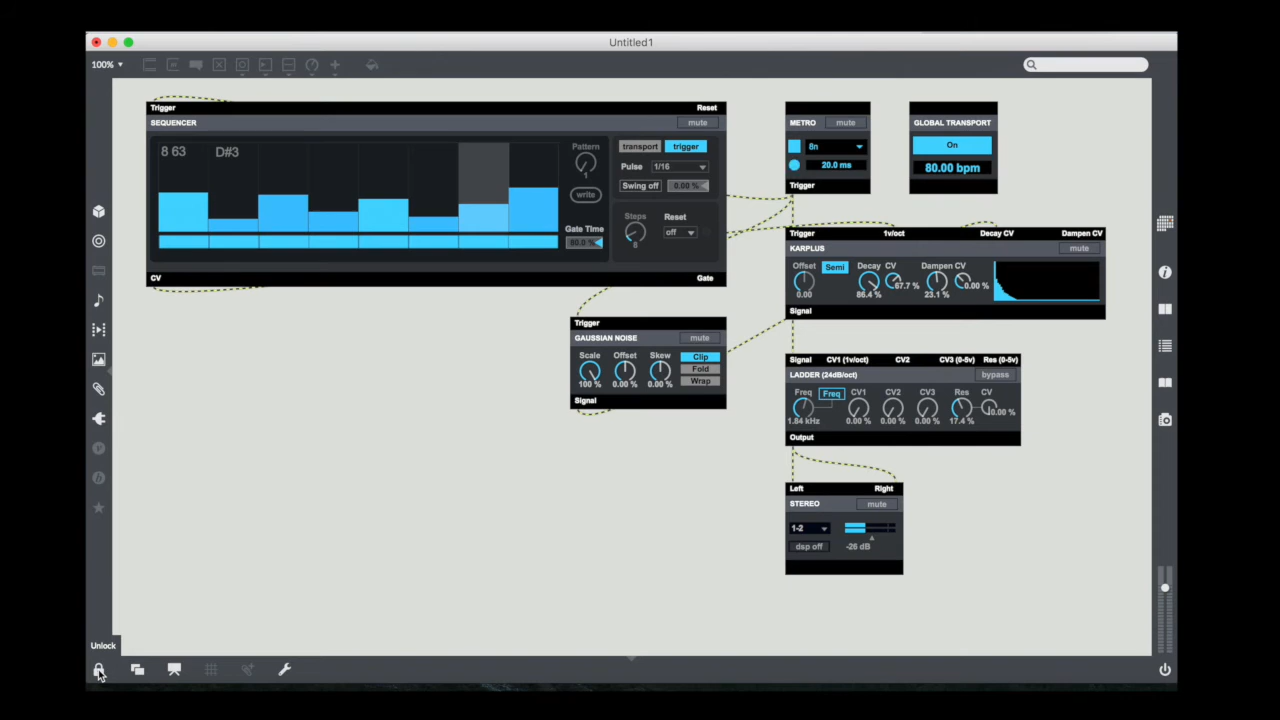 Untitled1
100%
Trigger Reset
SEQUENCER mute
8 63 D#3
Pattern
1
write
Gate Time
80.0 %
transport trigger
Pulse 1/16
Swing off 0.00 %
Steps Reset
8 off
CV Gate
METRO mute
8n
20.0 ms
Trigger
GLOBAL TRANSPORT
On
80.00 bpm
Trigger 1v/oct Decay CV Dampen CV
KARPLUS mute
Offset Semi Decay CV Dampen CV
0.00 86.4 % 67.7 % 23.1 % 0.00 %
Signal
Trigger
GAUSSIAN NOISE mute
Scale Offset Skew Clip
Fold
100 % 0.00 % 0.00 % Wrap
Signal
Signal CV1 (1v/oct) CV2 CV3 (0-5v) Res (0-5v)
LADDER (24dB/oct) bypass
Freq Freq CV1 CV2 CV3 Res CV
1.84 kHz 0.00 % 0.00 % 0.00 % 17.4 % 0.00 %
Output
Left Right
STEREO mute
1-2
dsp off -26 dB
Unlock